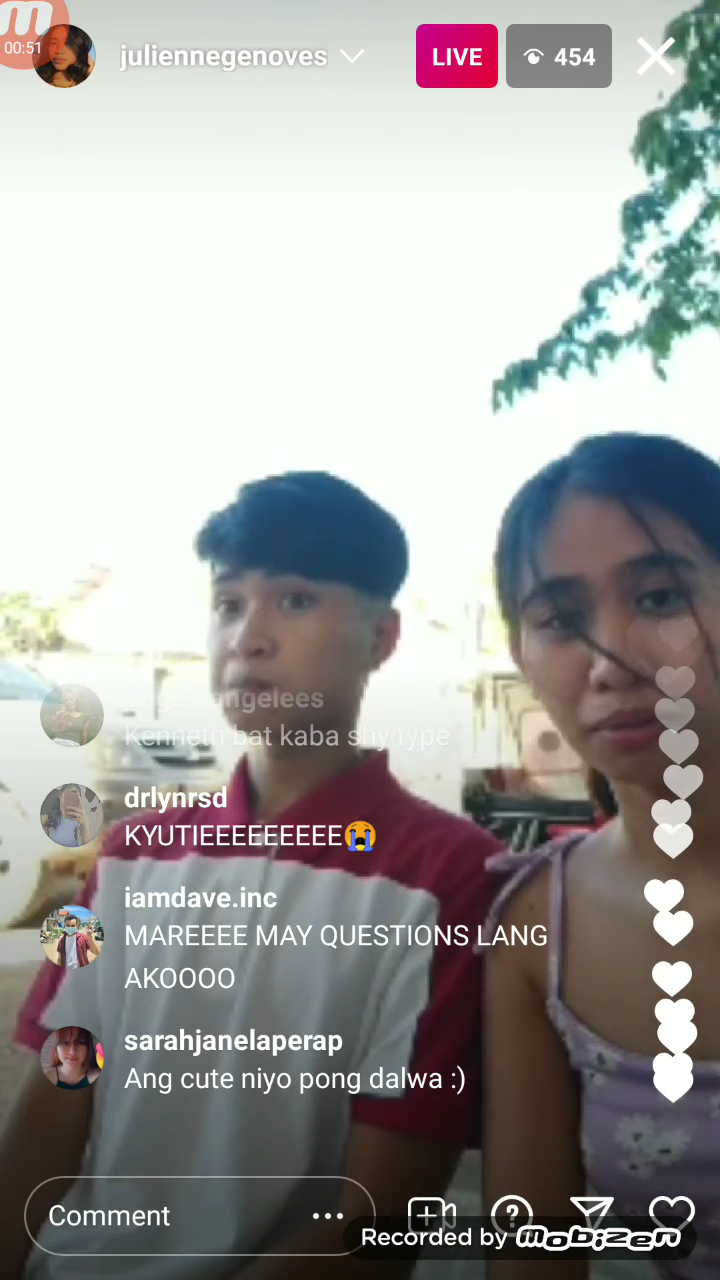 00:51
juliennegenoves
LIVE
454
ngelees
Kenneth bat kaba shy type
drlynrsd
KYUTIEEEEEEEEE😭
iamdave.inc
MAREEEE MAY QUESTIONS LANG
AKOOOO
sarahjanelaperap
Ang cute niyo pong dalwa :)
Comment
Recorded by mobizen